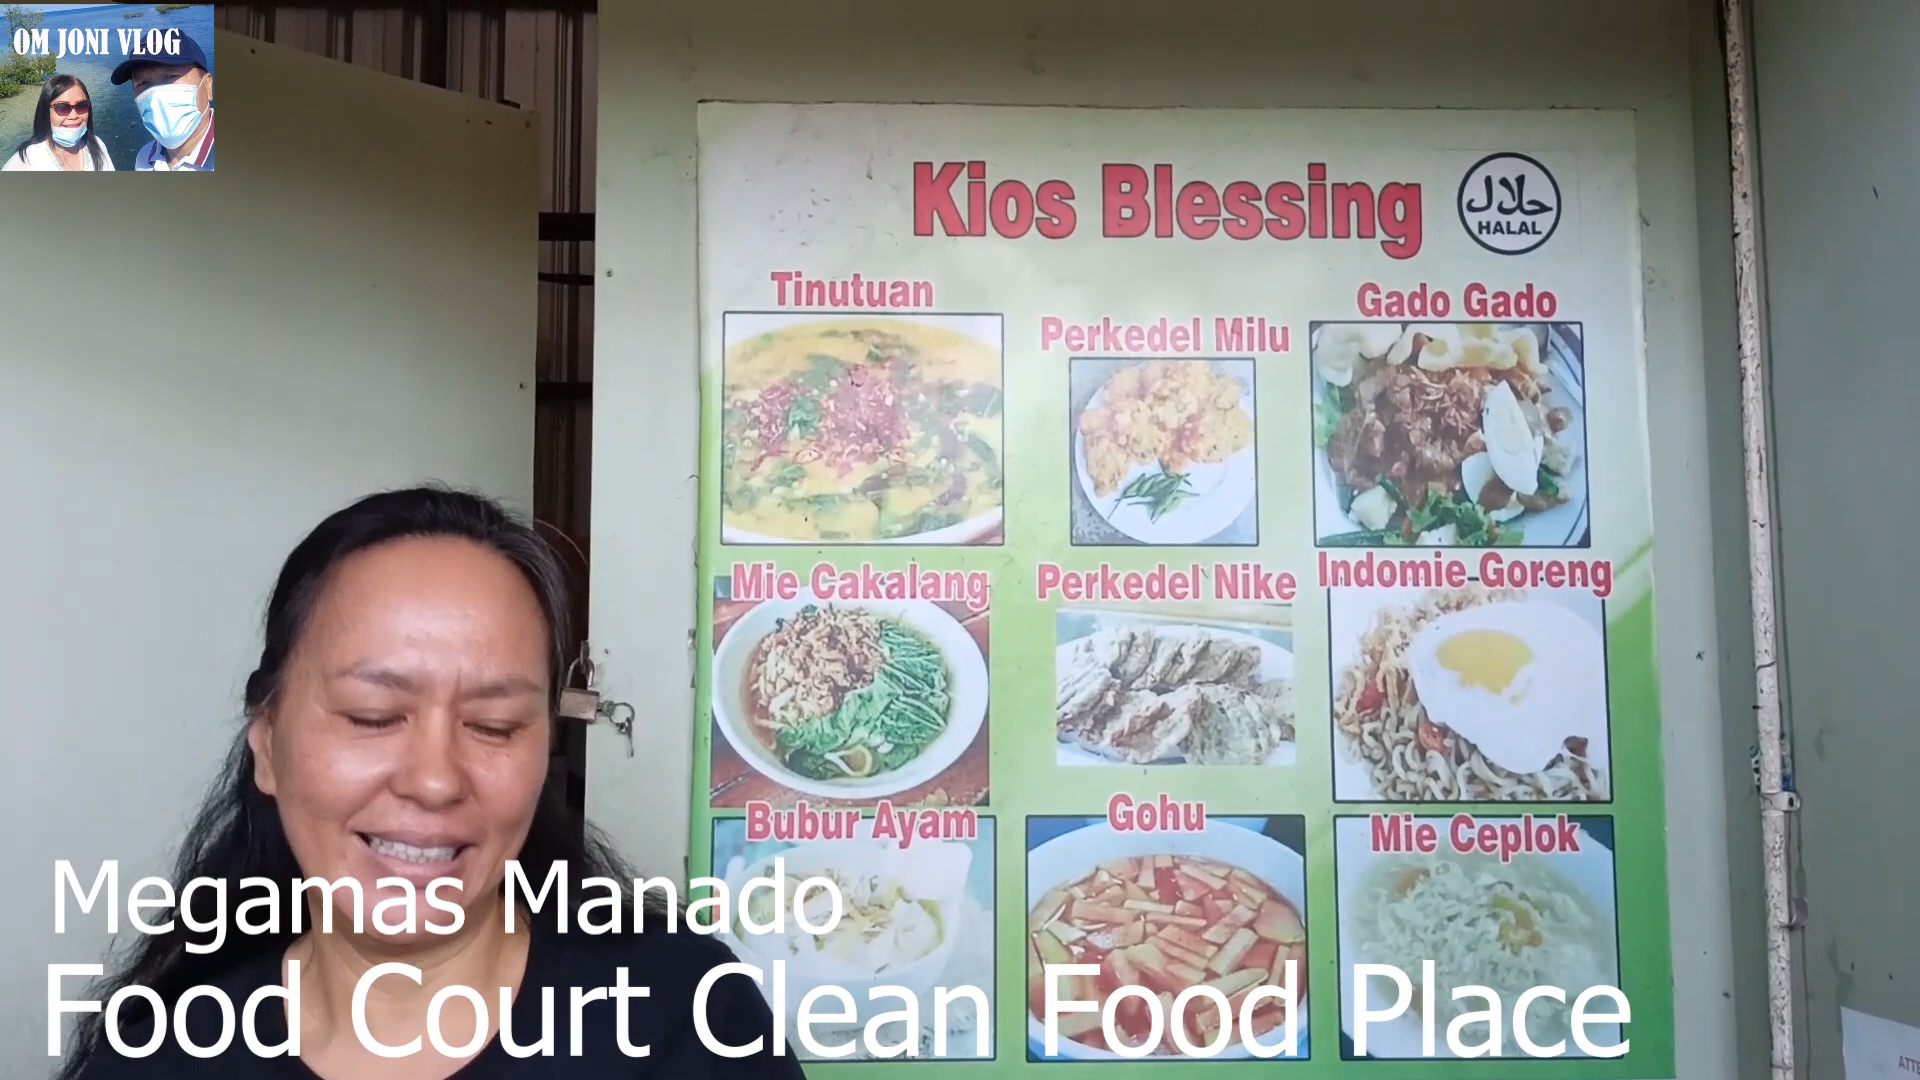 OM JONI VLOG
Kios Blessing
حلال
HALAL
Tinutuan
Perkedel Milu
Gado Gado
Mie Cakalang
Perkedel Nike
Indomie Goreng
Bubur Ayam
Gohu
Mie Ceplok
Megamas Manado
Food Court Clean Food Place